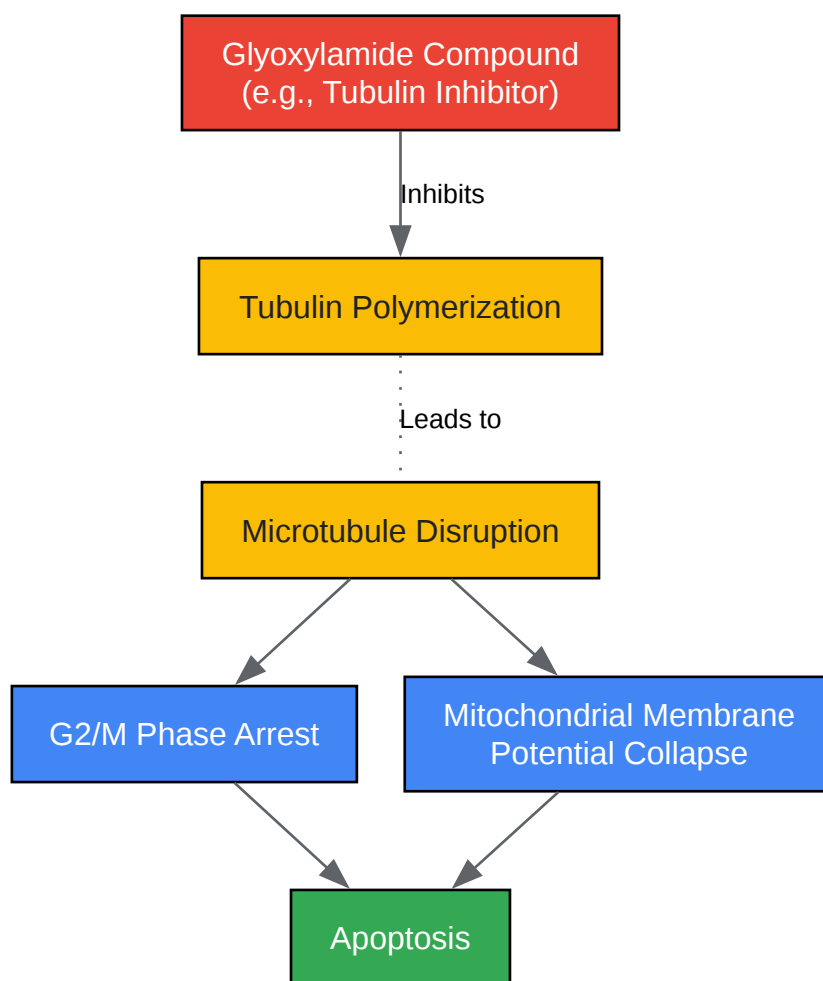 Glyoxylamide Compound
(e.g., Tubulin Inhibitor)
Inhibits
Tubulin Polymerization
Leads to
Microtubule Disruption
G2/M Phase Arrest
Mitochondrial Membrane
Potential Collapse
Apoptosis